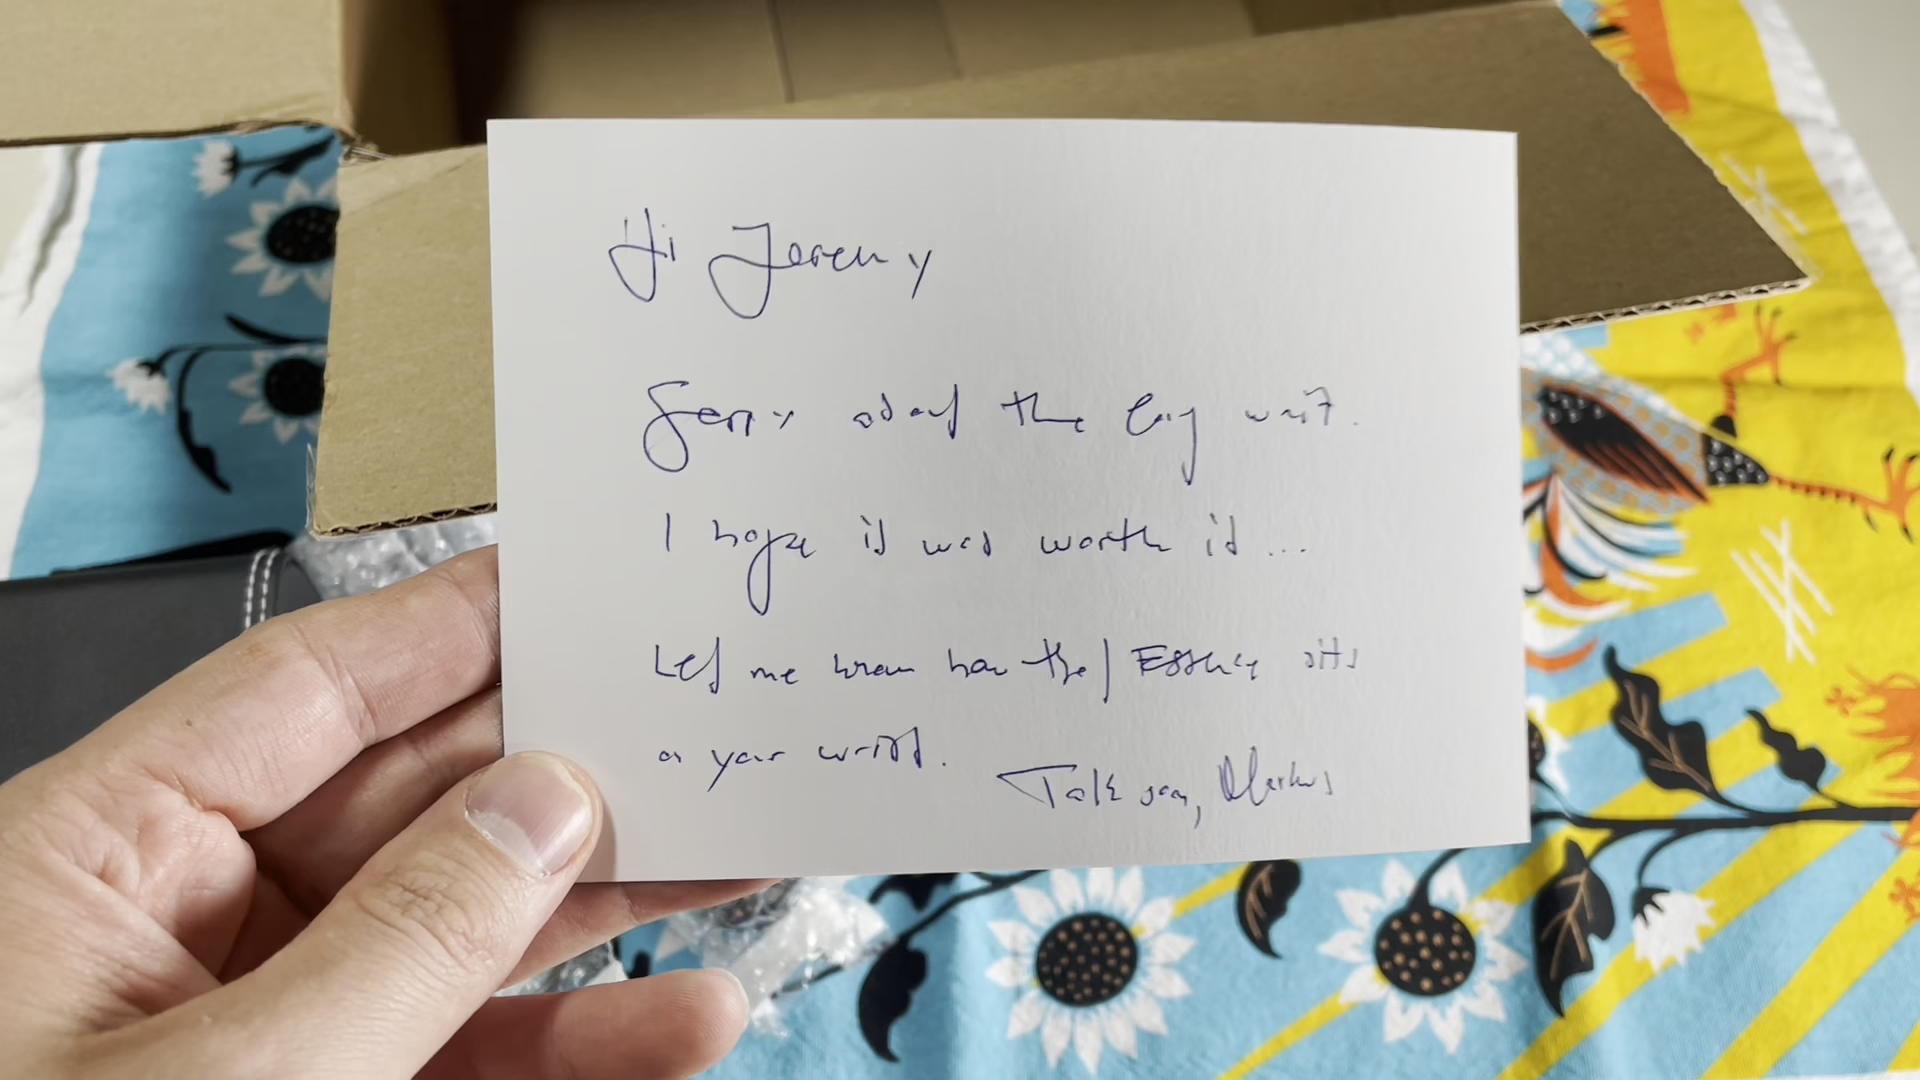 Hi Jeremy
Sorry about the long wait.
I hope it was worth it...
Let me know how the Essence sits
on your wrist.
Talk soon, Markus